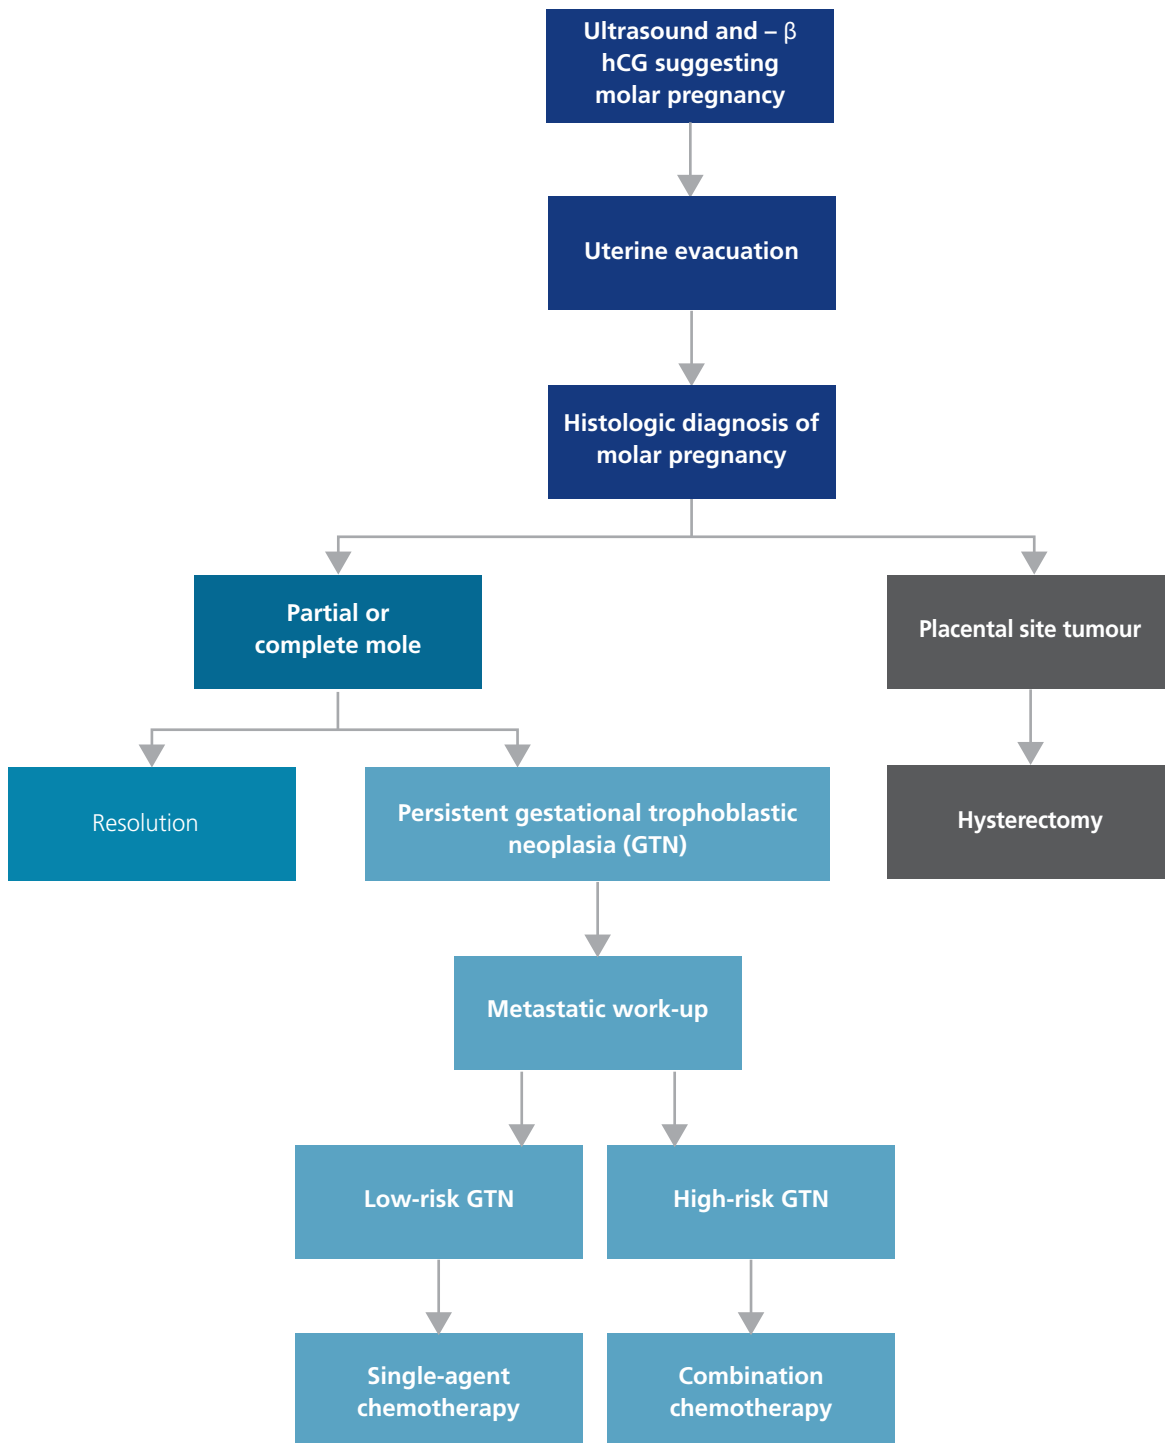 Ultrasound and – β
hCG suggesting
molar pregnancy
Uterine evacuation
Histologic diagnosis of
molar pregnancy
Partial or
complete mole
Placental site tumour
Resolution
Persistent gestational trophoblastic
neoplasia (GTN)
Hysterectomy
Metastatic work-up
Low-risk GTN
High-risk GTN
Single-agent
chemotherapy
Combination
chemotherapy